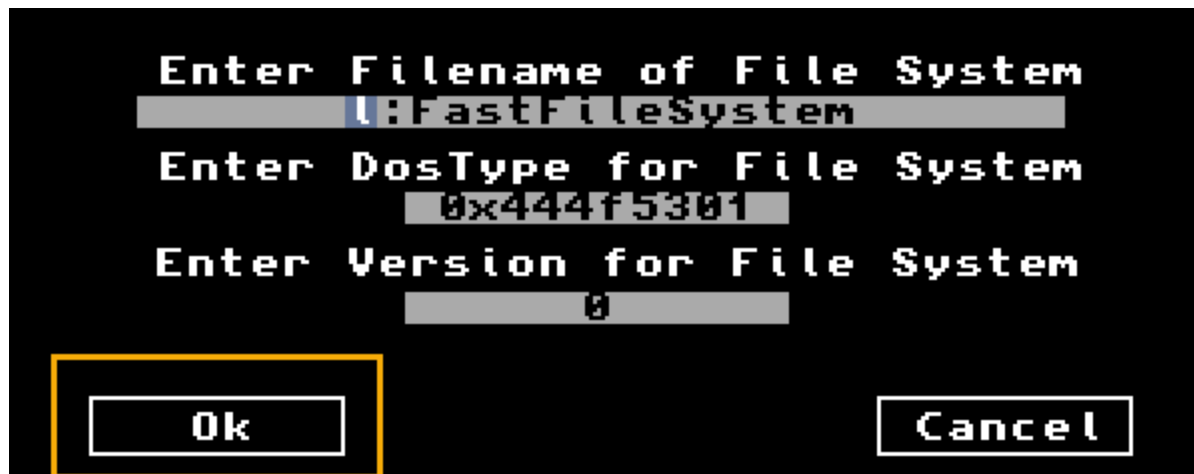 Enter Filename of File System
l:FastFileSystem
Enter DosType for File System
0x444f5301
Enter Version for File System
0
Ok
Cancel